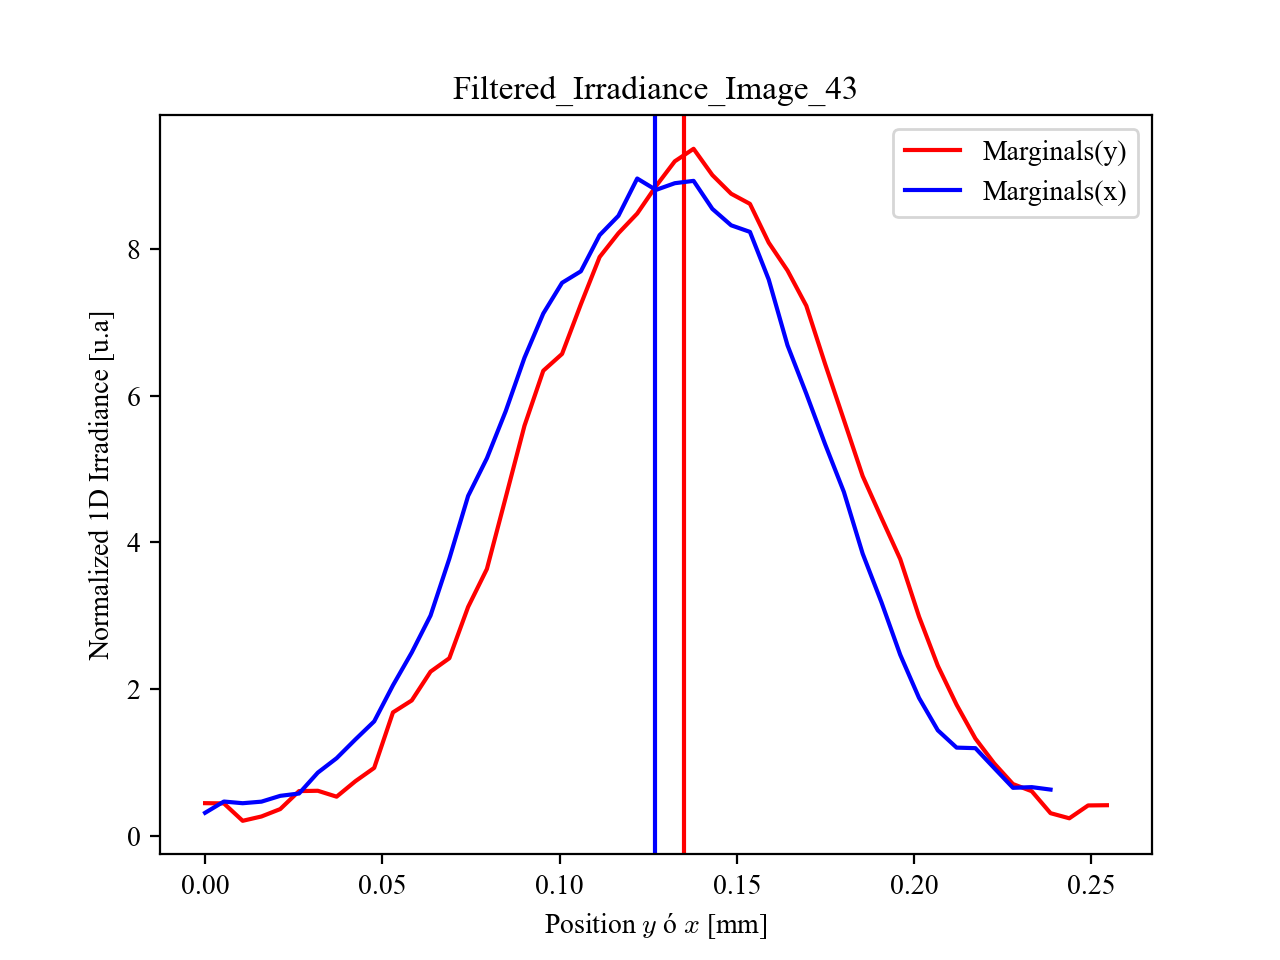 Filtered_Irradiance_Image_43
Marginals(y)
Marginals(x)
Normalized 1D Irradiance [u.a]
8
6
4
2
0
0.00 0.05 0.10 0.15 0.20 0.25
Position y ó x [mm]